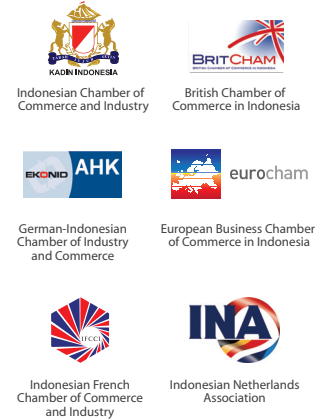 KADIN INDONESIA
Indonesian Chamber of
Commerce and Industry
BRITCHAM
BRITISH CHAMBER OF COMMERCE IN INDONESIA
British Chamber of
Commerce in Indonesia
EKONID
AHK
German-Indonesian
Chamber of Industry
and Commerce
eurocham
European Business Chamber
of Commerce in Indonesia
IFCCI
Indonesian French
Chamber of Commerce
and Industry
INA
Indonesian Netherlands
Association